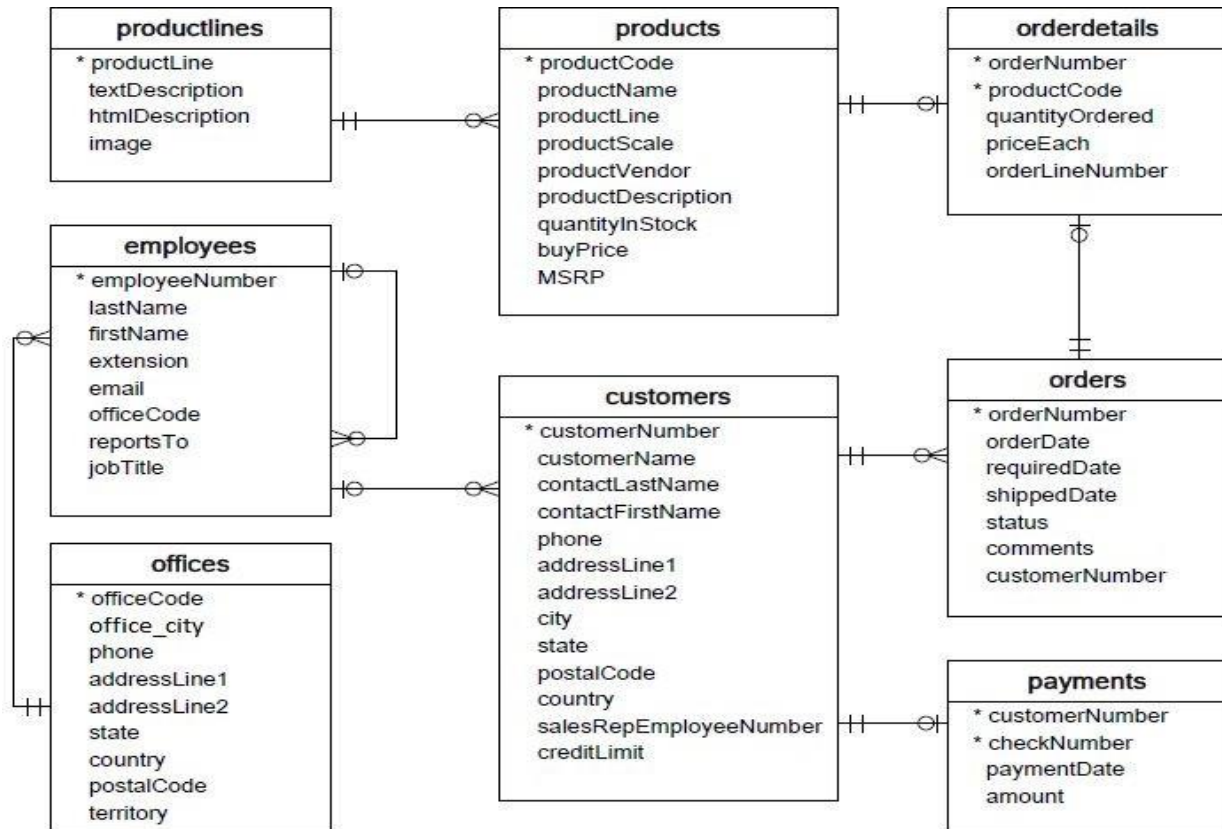 productlines
* productLine
textDescription
htmlDescription
image
products
* productCode
productName
productLine
productScale
productVendor
productDescription
quantityInStock
buyPrice
MSRP
orderdetails
* orderNumber
* productCode
quantityOrdered
priceEach
orderLineNumber
employees
* employeeNumber
lastName
firstName
extension
email
officeCode
reportsTo
jobTitle
customers
* customerNumber
customerName
contactLastName
contactFirstName
phone
addressLine1
addressLine2
city
state
postalCode
country
salesRepEmployeeNumber
creditLimit
orders
* orderNumber
orderDate
requiredDate
shippedDate
status
comments
customerNumber
offices
* officeCode
office_city
phone
addressLine1
addressLine2
state
country
postalCode
territory
payments
* customerNumber
* checkNumber
paymentDate
amount